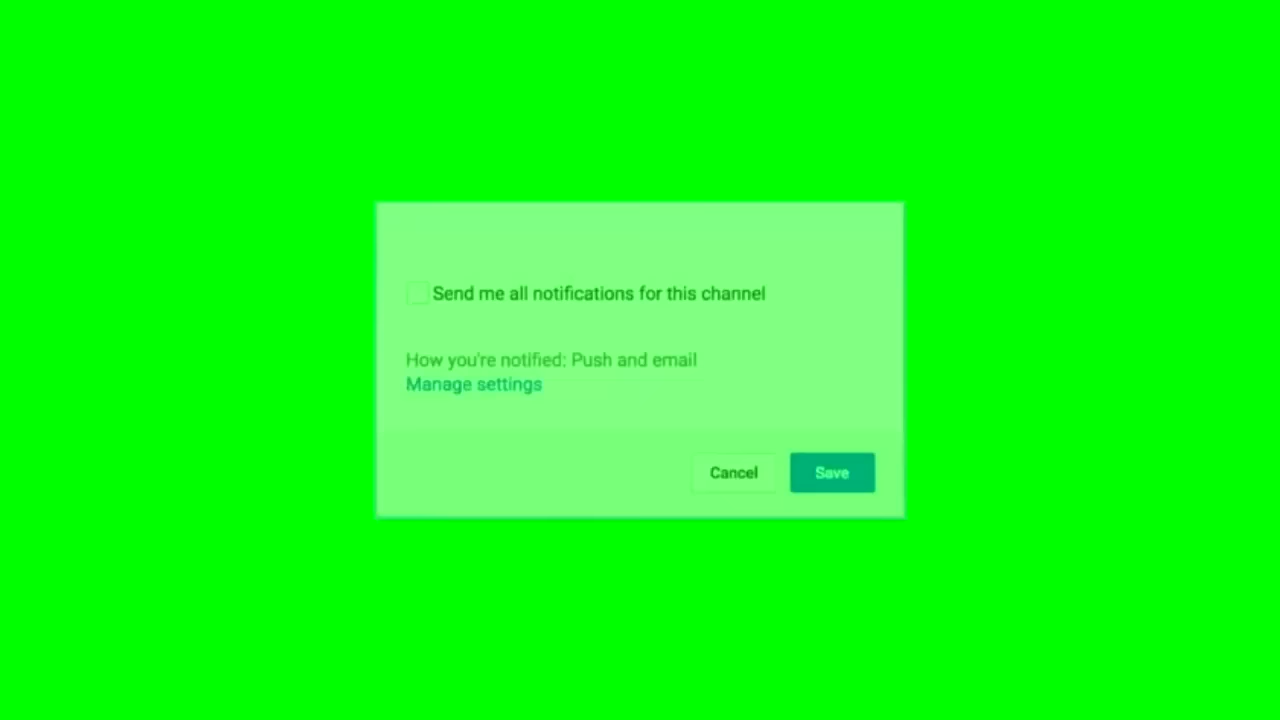 Send me all notifications for this channel
How you're notified: Push and email
Manage settings
Cancel Save